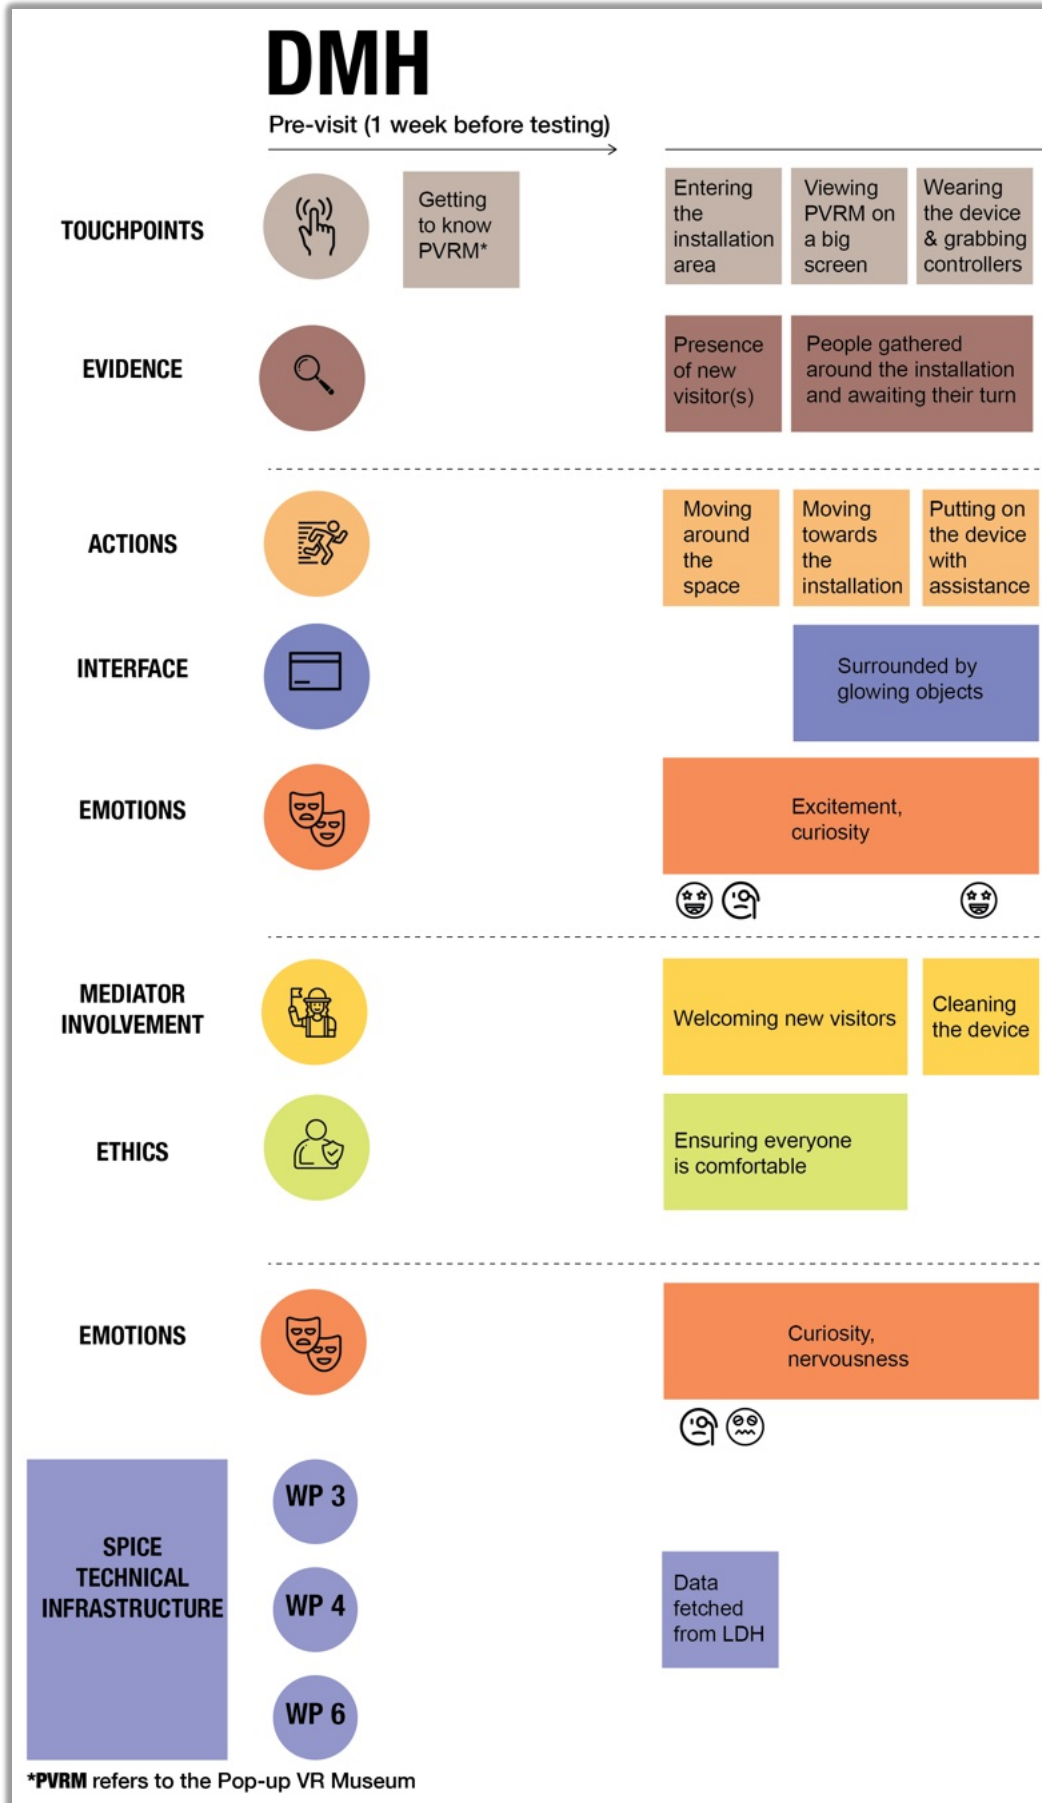 DMH
Pre-visit (1 week before testing)
TOUCHPOINTS
Getting
to know
PVRM*
Entering
the
installation
area
Viewing
PVRM on
a big
screen
Wearing
the device
& grabbing
controllers
EVIDENCE
Presence
of new
visitor(s)
People gathered
around the installation
and awaiting their turn
ACTIONS
Moving
around
the
space
Moving
towards
the
installation
Putting on
the device
with
assistance
INTERFACE
Surrounded by
glowing objects
EMOTIONS
Excitement,
curiosity
MEDIATOR
INVOLVEMENT
Welcoming new visitors
Cleaning
the device
ETHICS
Ensuring everyone
is comfortable
EMOTIONS
Curiosity,
nervousness
SPICE
TECHNICAL
INFRASTRUCTURE
WP 3
WP 4
Data
fetched
from LDH
WP 6
*PVRM refers to the Pop-up VR Museum